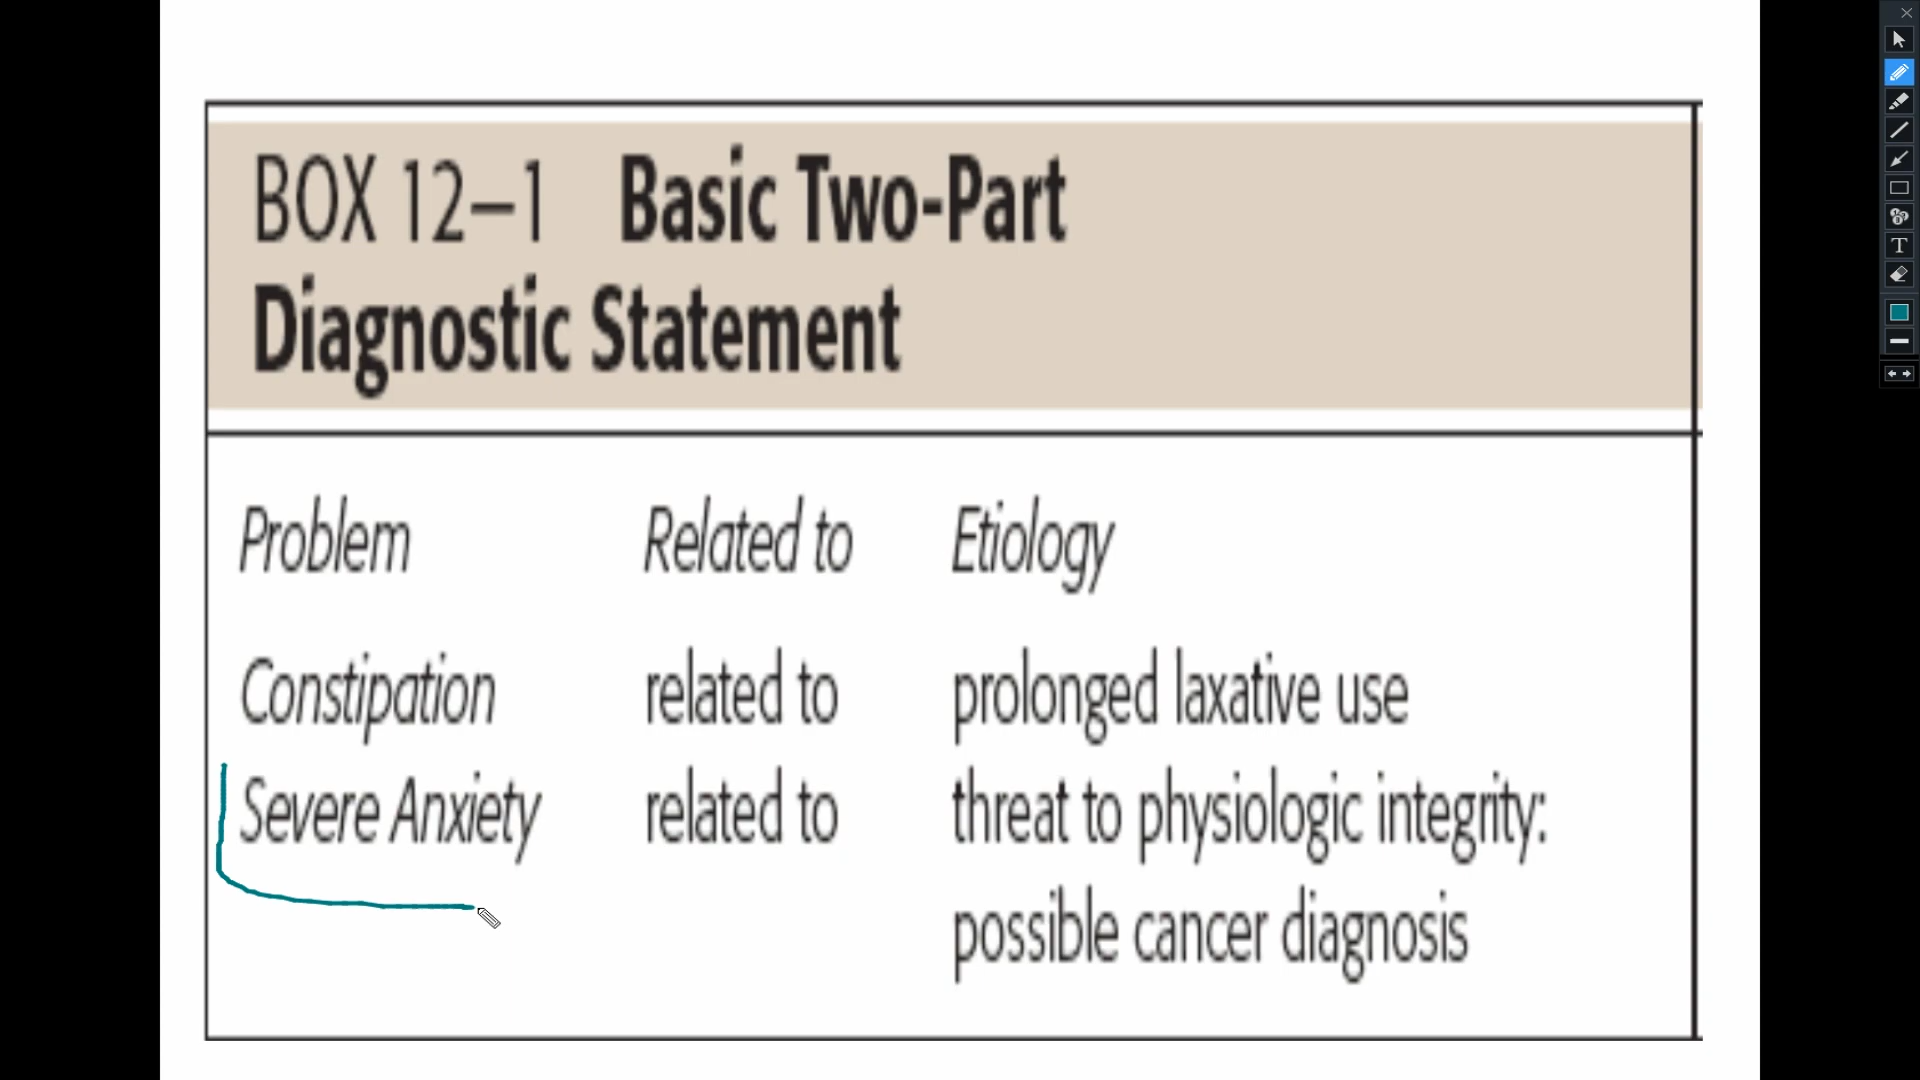 BOX 12–1 Basic Two-Part
Diagnostic Statement
Problem Related to Etiology
Constipation related to prolonged laxative use
Severe Anxiety related to threat to physiologic integrity:
possible cancer diagnosis